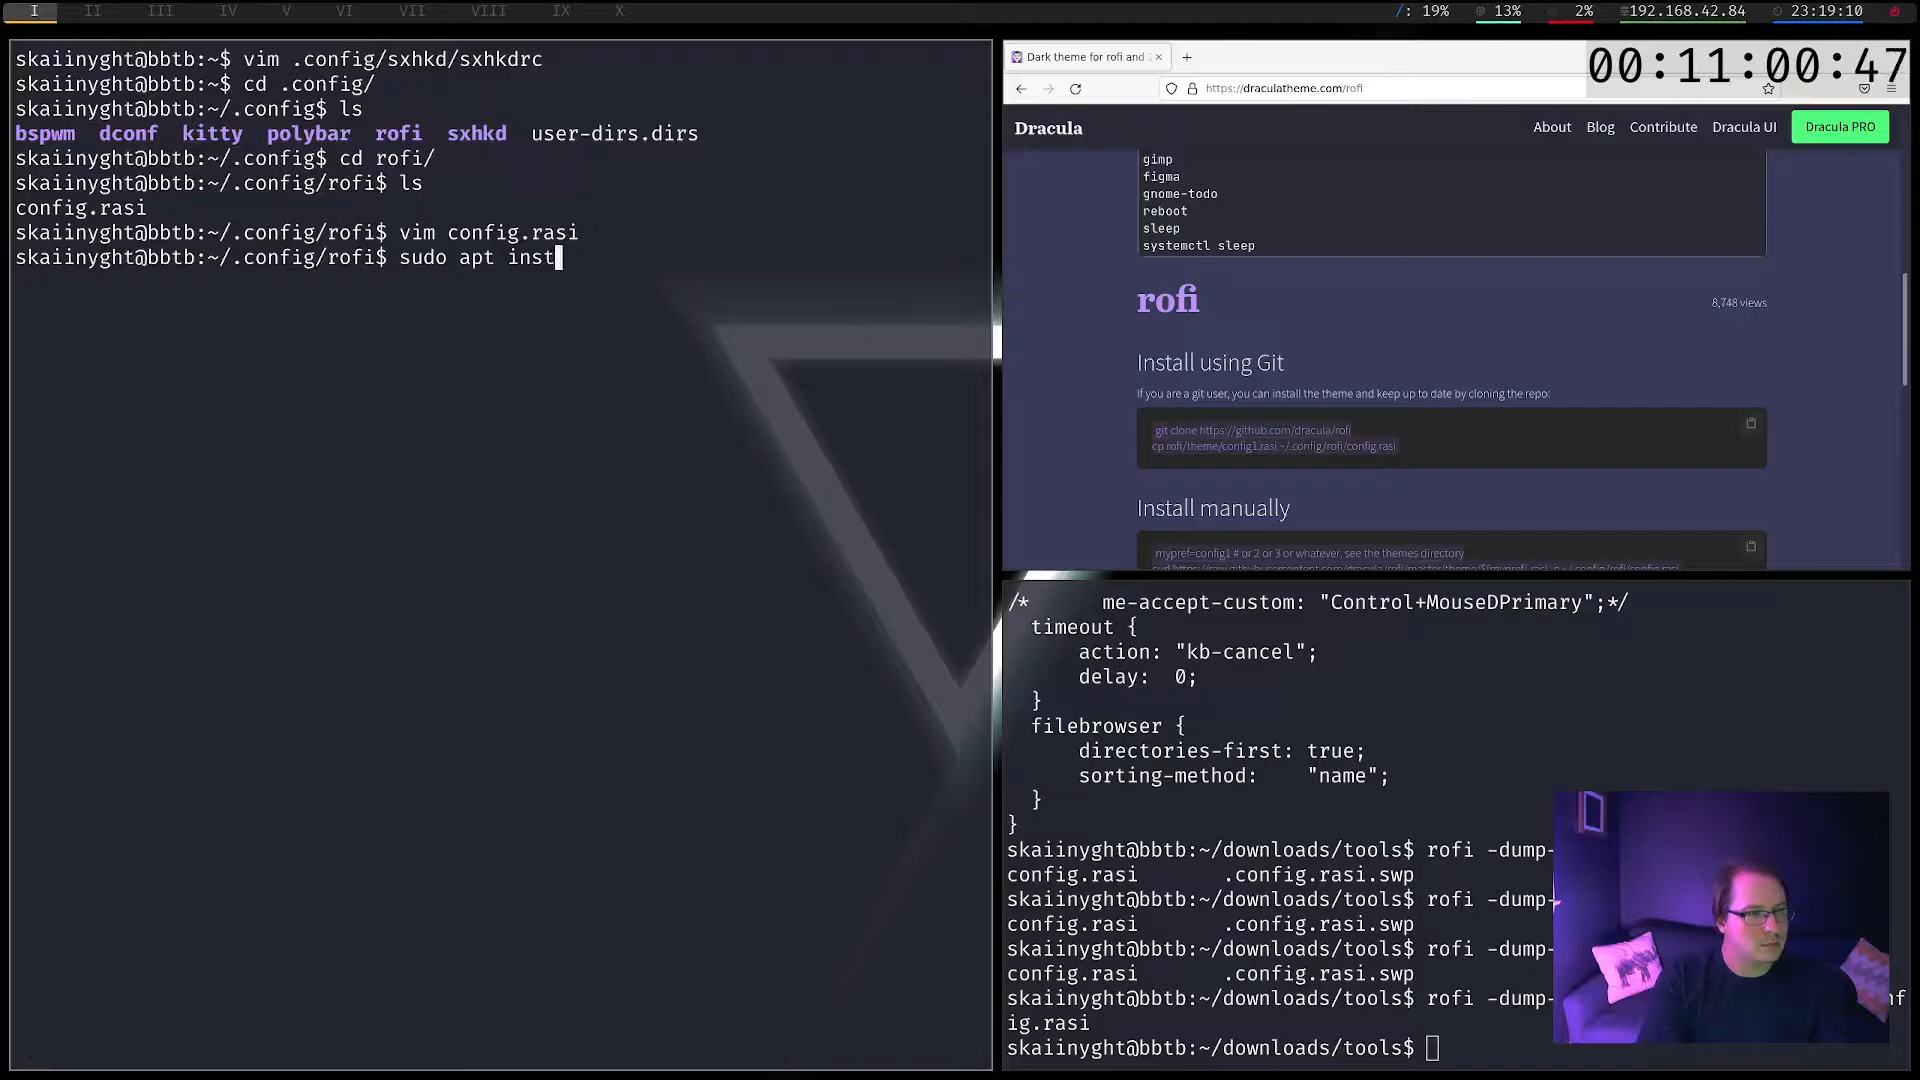 I II III IV V VI VII VIII IX X /: 19% 13% 2% 192.168.42.84 23:19:10
skaiinyght@bbtb:~$ vim .config/sxhkd/sxhkdrc
skaiinyght@bbtb:~$ cd .config/
skaiinyght@bbtb:~/.config$ ls
bspwm dconf kitty polybar rofi sxhkd user-dirs.dirs
skaiinyght@bbtb:~/.config$ cd rofi/
skaiinyght@bbtb:~/.config/rofi$ ls
config.rasi
skaiinyght@bbtb:~/.config/rofi$ vim config.rasi
skaiinyght@bbtb:~/.config/rofi$ sudo apt inst
Dark theme for rofi and
00:11:00:47
https://draculatheme.com/rofi
Dracula About Blog Contribute Dracula UI Dracula PRO
gimp
figma
gnome-todo
reboot
sleep
systemctl sleep
rofi
8,748 views
Install using Git
If you are a git user, you can install the theme and keep up to date by cloning the repo:
git clone https://github.com/dracula/rofi
cp rofi/theme/config1.rasi ~/.config/rofi/config.rasi
Install manually
mypref=config1 # or 2 or 3 or whatever, see the themes directory
/* me-accept-custom: "Control+MouseDPrimary";*/
timeout {
action: "kb-cancel";
delay: 0;
}
filebrowser {
directories-first: true;
sorting-method: "name";
}
}
skaiinyght@bbtb:~/downloads/tools$ rofi -dump-
config.rasi .config.rasi.swp
skaiinyght@bbtb:~/downloads/tools$ rofi -dump-
config.rasi .config.rasi.swp
skaiinyght@bbtb:~/downloads/tools$ rofi -dump-
config.rasi .config.rasi.swp
skaiinyght@bbtb:~/downloads/tools$ rofi -dump- nf
ig.rasi
skaiinyght@bbtb:~/downloads/tools$